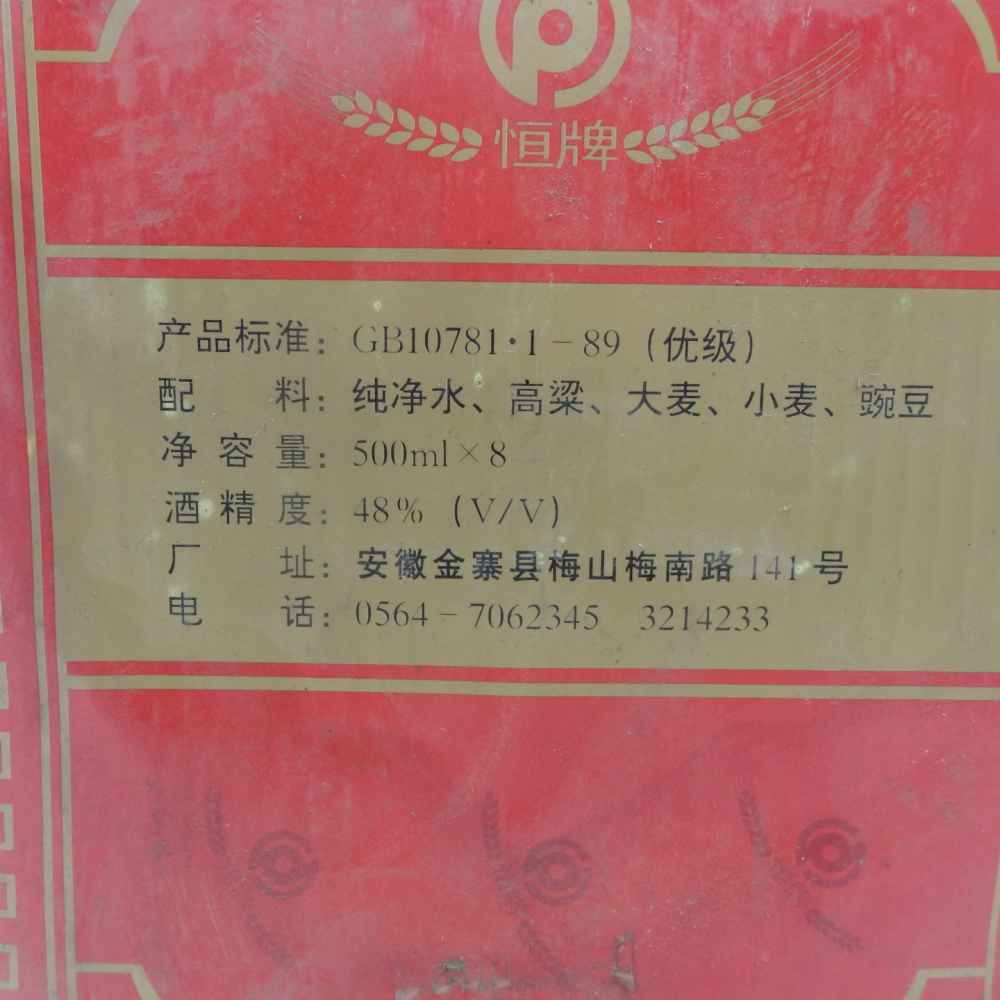 恒牌
产品标准：GB10781·1-89（优级）
配料：纯净水、高粱、大麦、小麦、豌豆
净容量：500ml×8
酒精度：48%（V/V）
厂址：安徽金寨县梅山梅南路141号
电话：0564-7062345 3214233